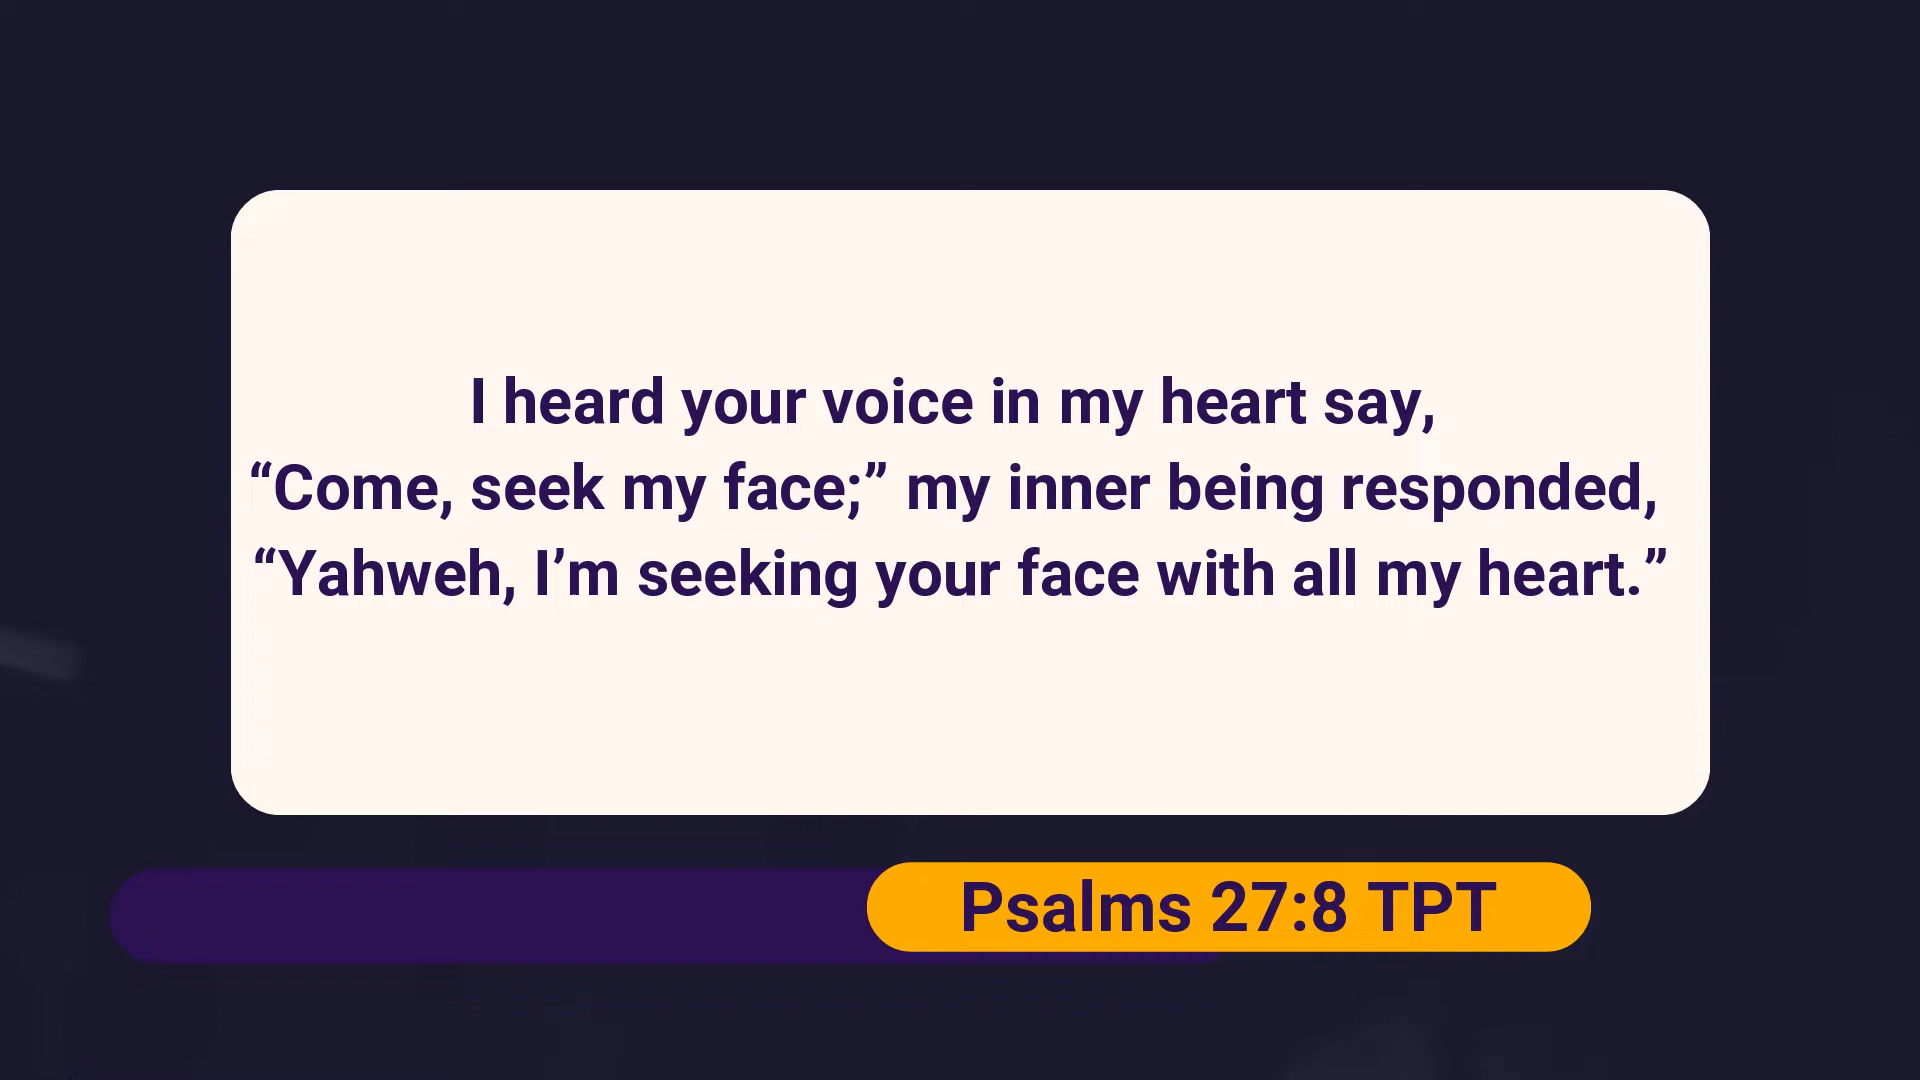 I heard your voice in my heart say,
“Come, seek my face;” my inner being responded,
“Yahweh, I’m seeking your face with all my heart.”
Psalms 27:8 TPT